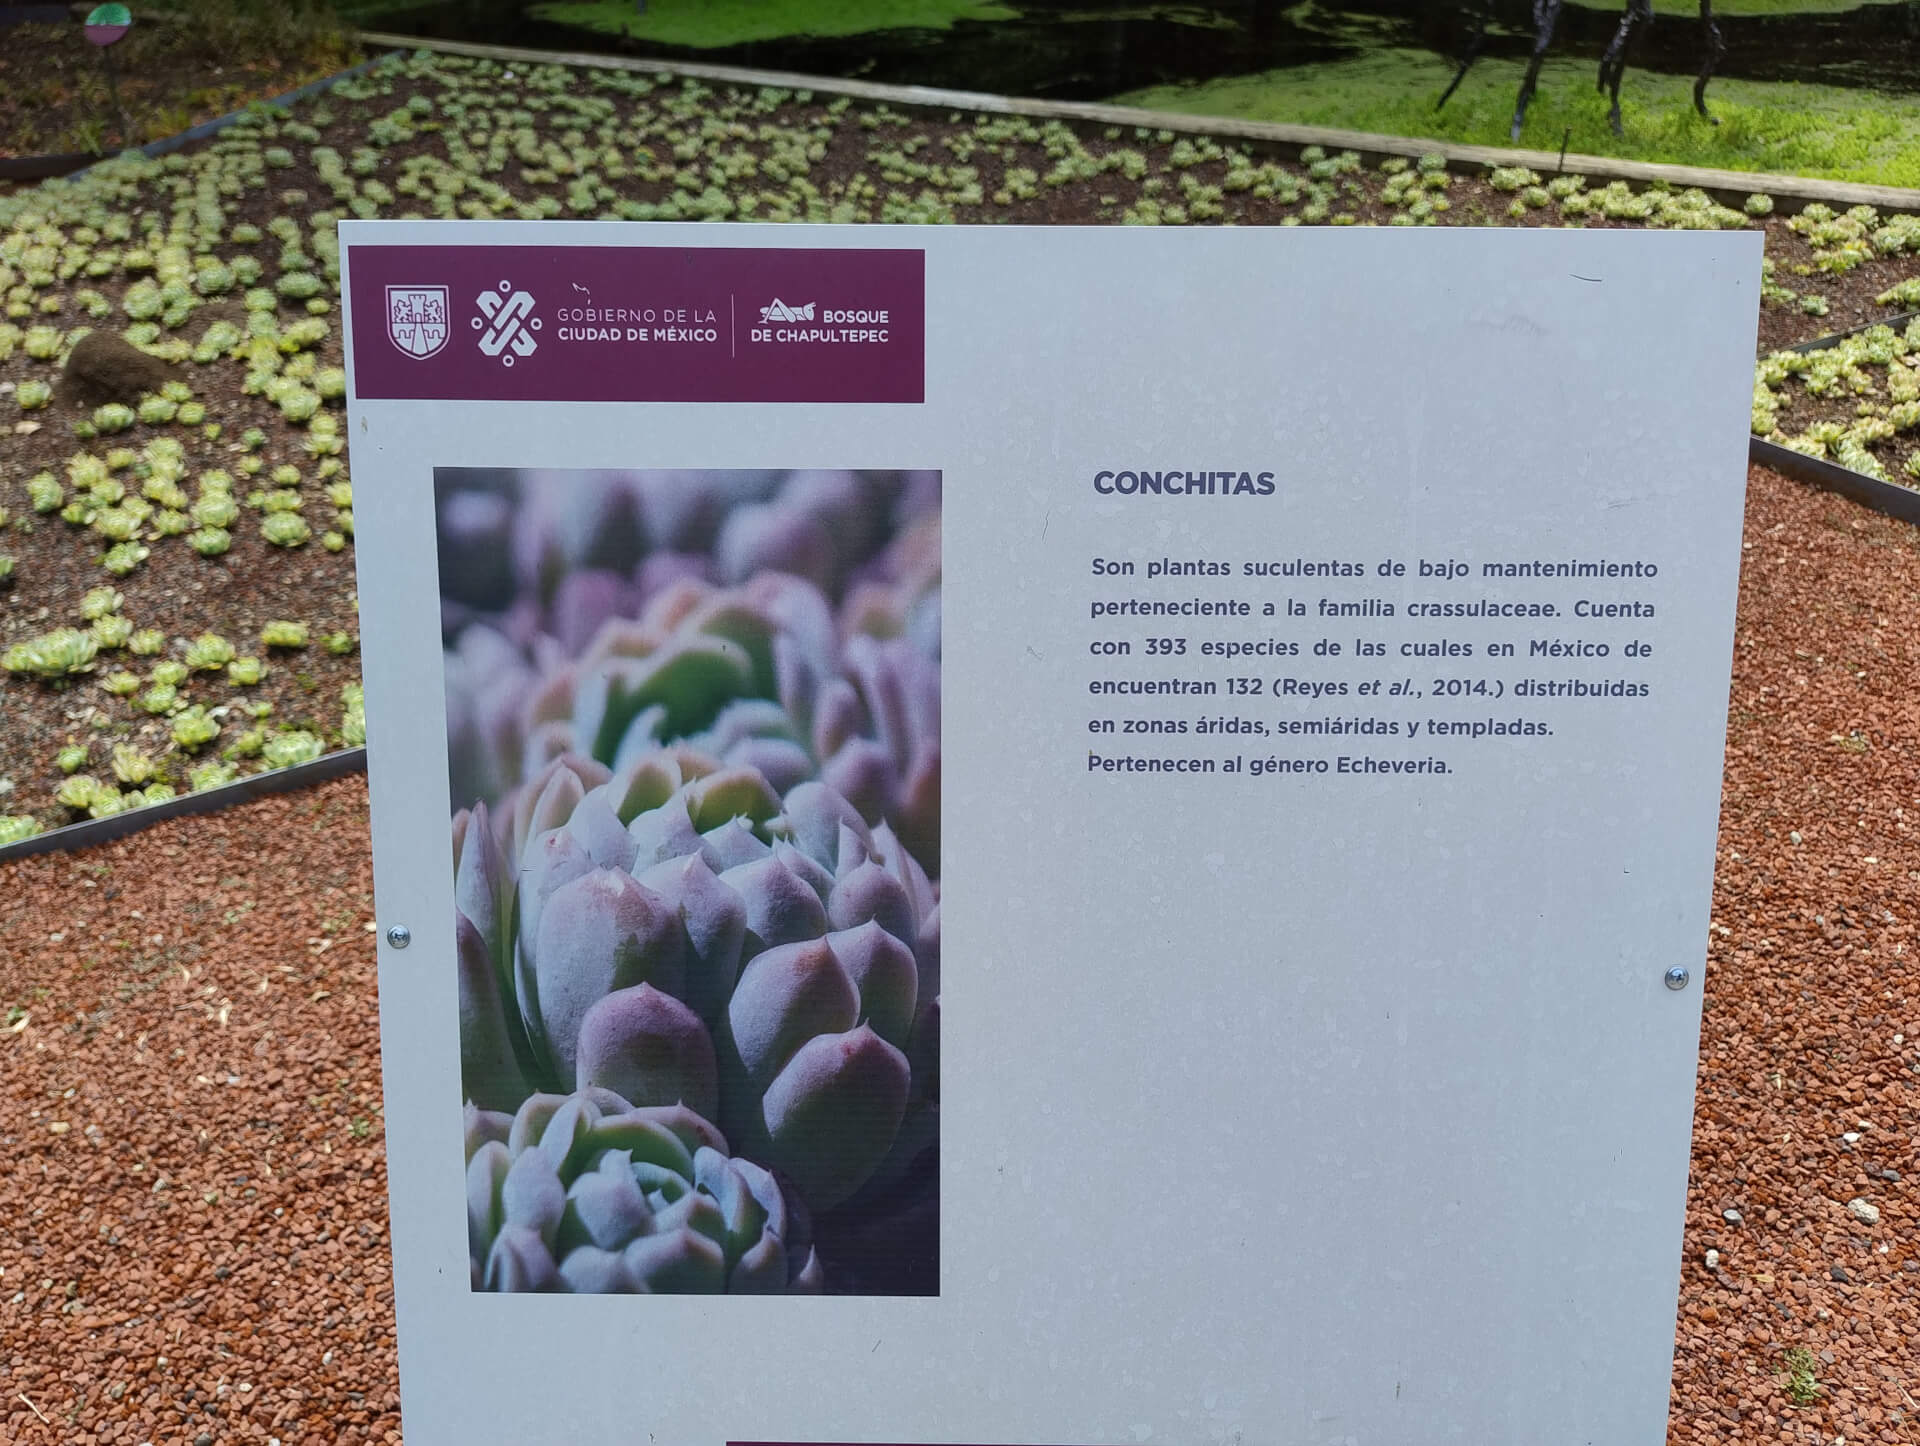 GOBIERNO DE LA
CIUDAD DE MÉXICO
BOSQUE
DE CHAPULTEPEC
CONCHITAS
Son plantas suculentas de bajo mantenimiento
perteneciente a la familia crassulaceae. Cuenta
con 393 especies de las cuales en México de
encuentran 132 (Reyes et al., 2014.) distribuidas
en zonas áridas, semiáridas y templadas.
Pertenecen al género Echeveria.